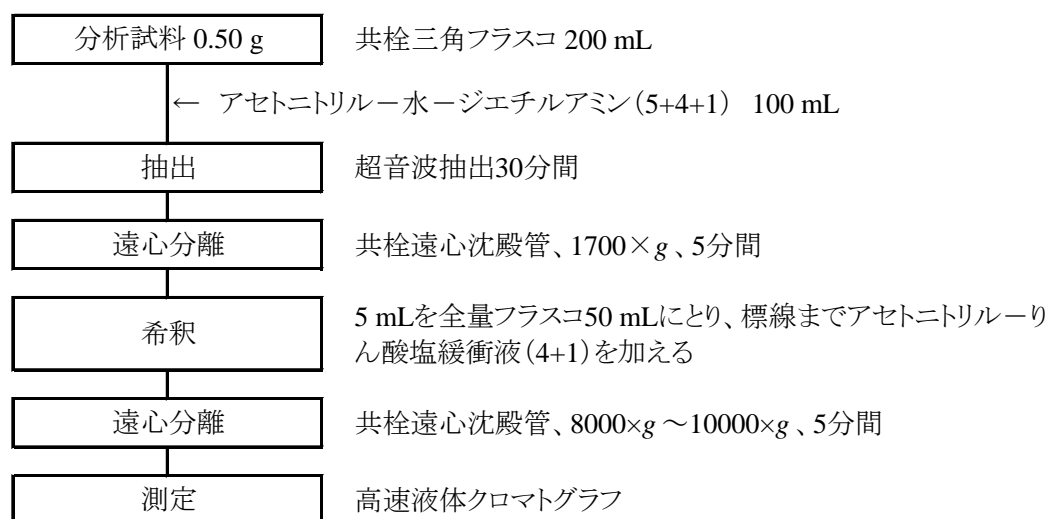 分析試料 0.50 g 共栓三角フラスコ 200 mL
← アセトニトリル－水－ジエチルアミン（5+4+1） 100 mL
抽出 超音波抽出30分間
遠心分離 共栓遠心沈殿管、1700×g 、5分間
希釈 5 mLを全量フラスコ50 mLにとり、標線までアセトニトリル－り
ん酸塩緩衝液（4+1）を加える
遠心分離 共栓遠心沈殿管、8000×g ～10000×g 、5分間
測定 高速液体クロマトグラフ